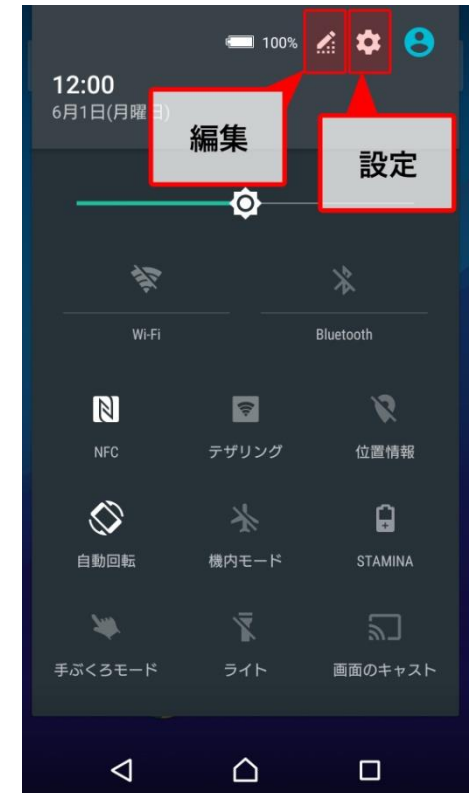 100%
12:00
6月1日(月曜日)
編集
設定
Wi-Fi
Bluetooth
NFC
テザリング
位置情報
自動回転
機内モード
STAMINA
手ぶくろモード
ライト
画面のキャスト